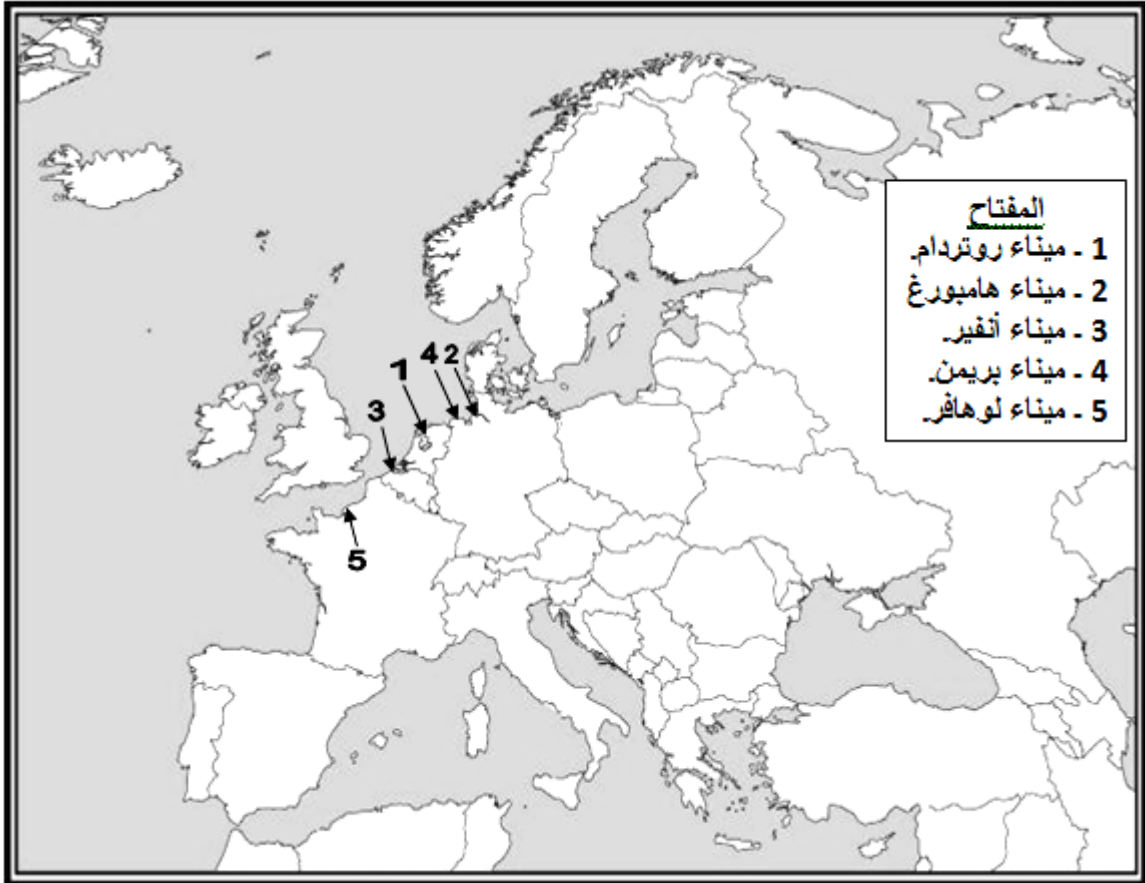 المفتاح
1 - ميناء روتردام.
2 - ميناء هامبورغ
3 - ميناء أنفير.
4 - ميناء بريمن.
5 - ميناء لوهافر.
4 2
1
3
5